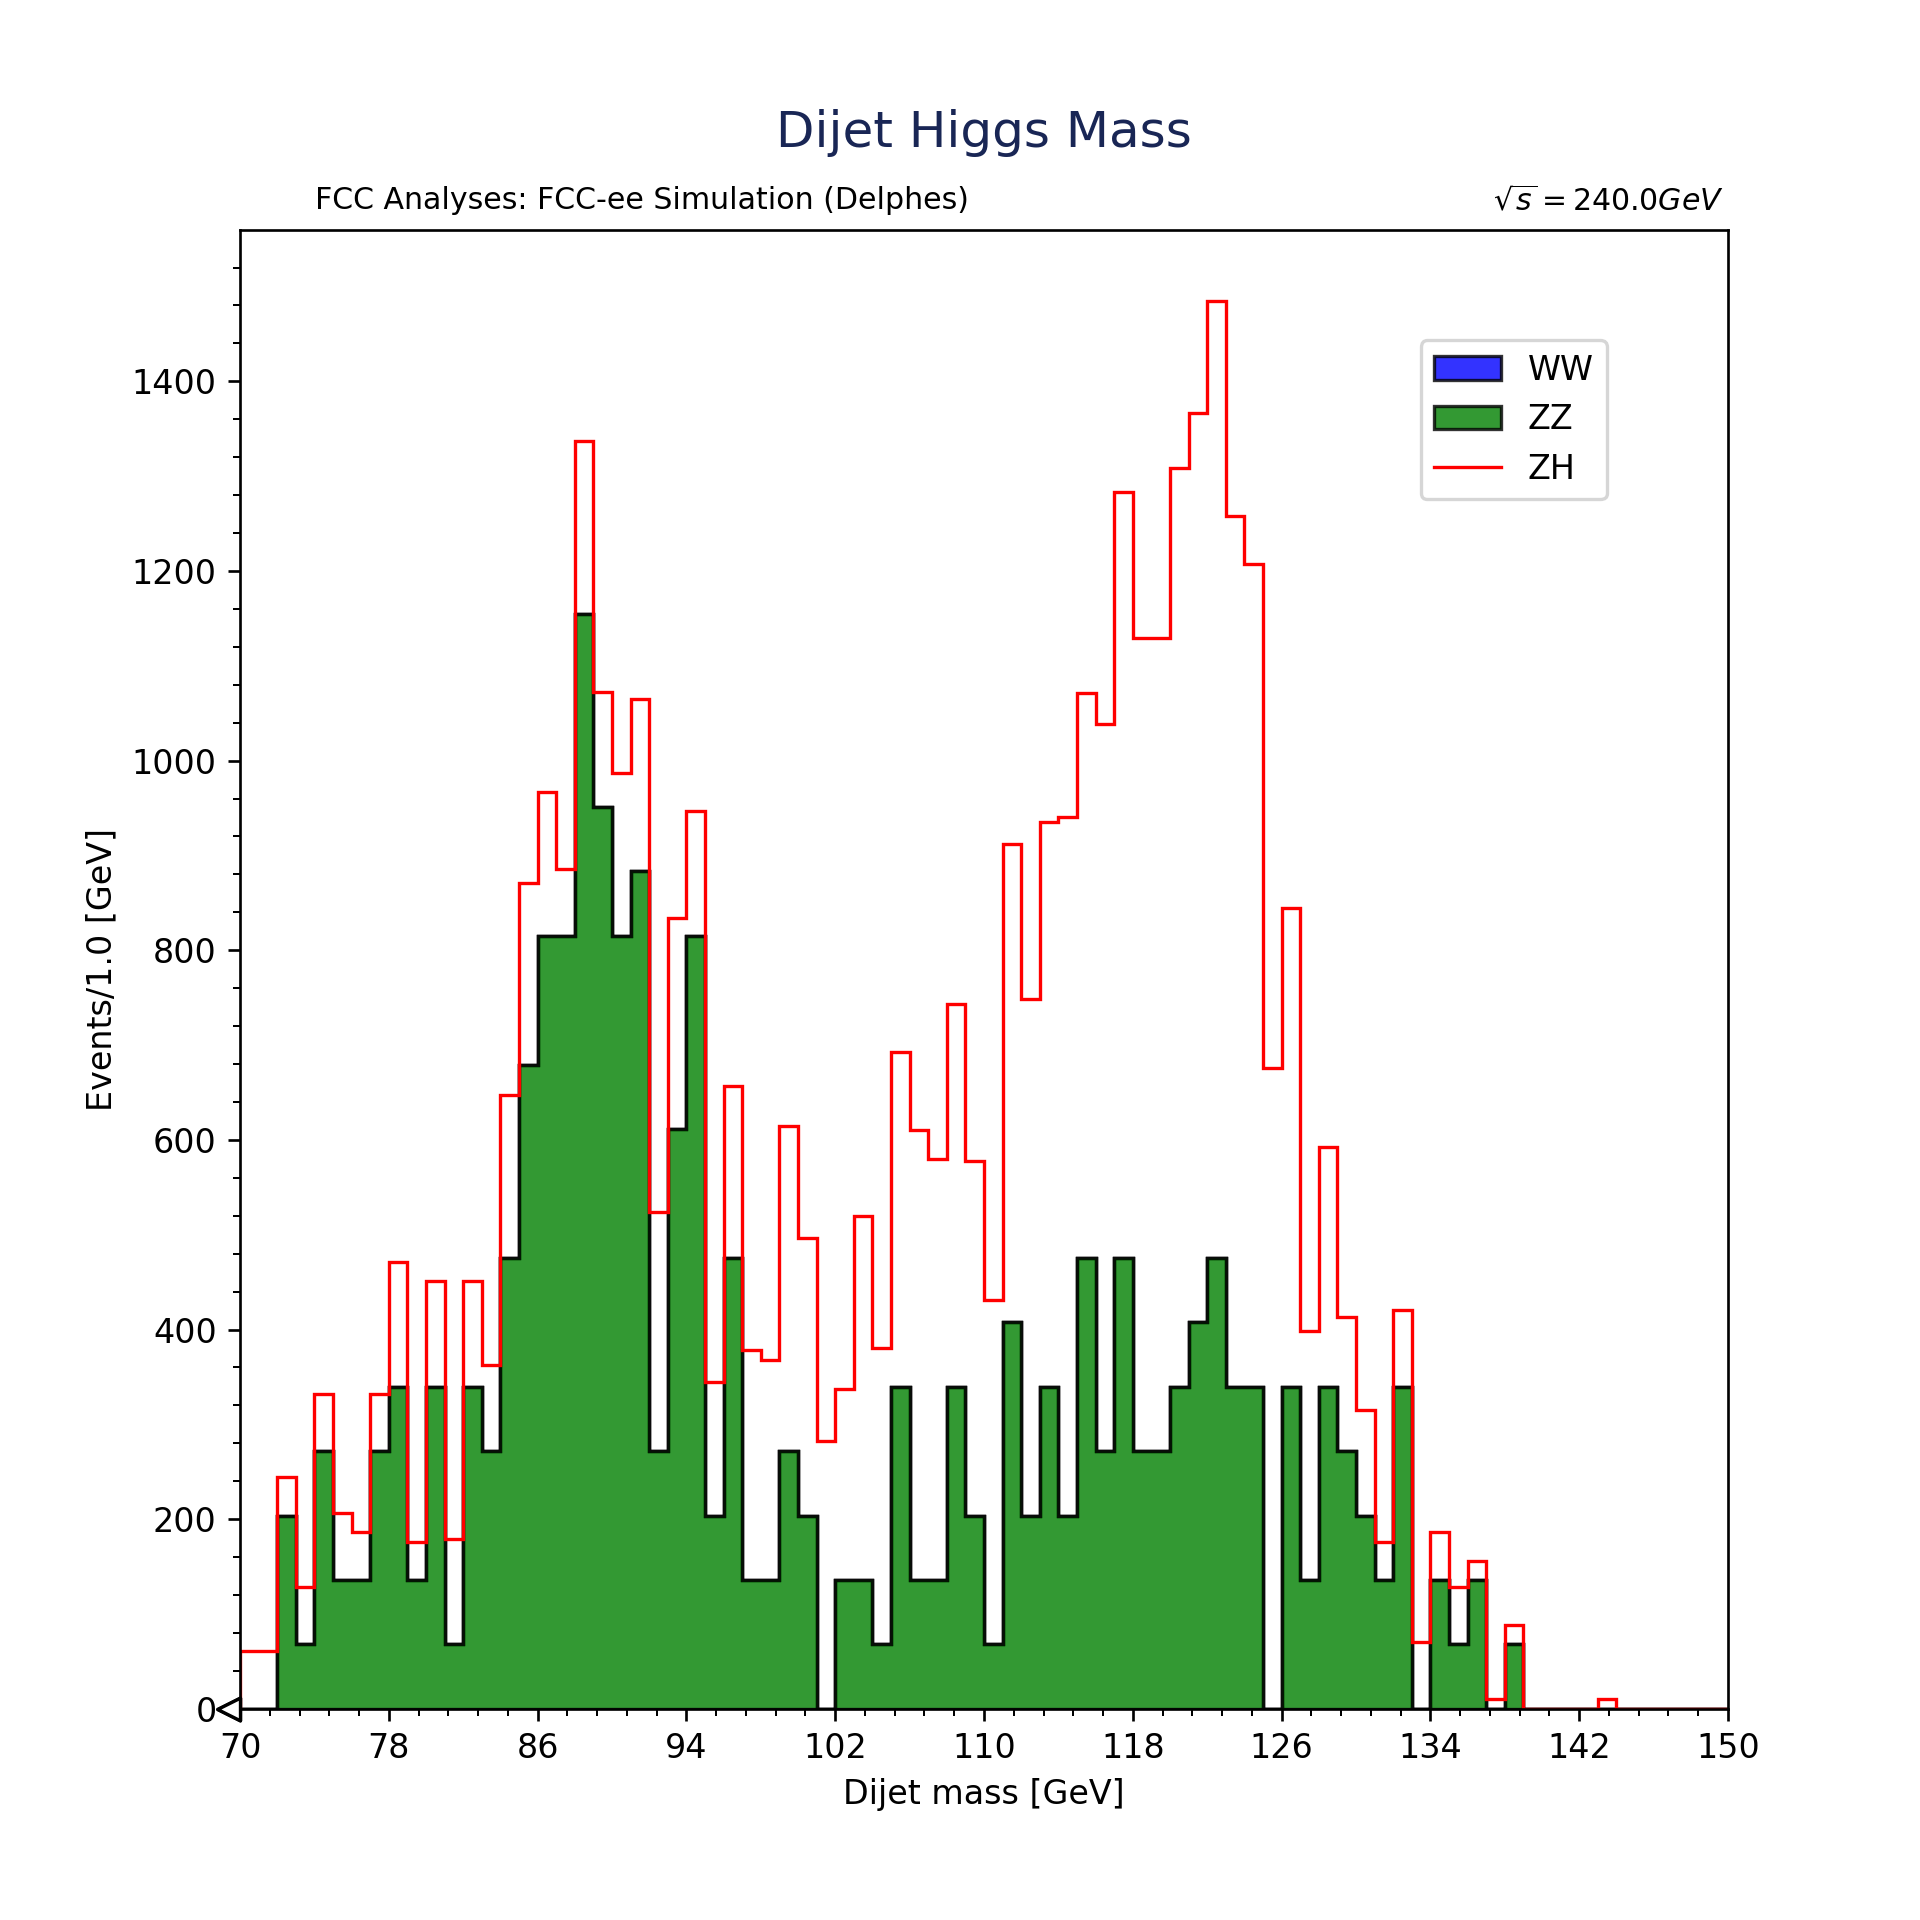 Dijet Higgs Mass
FCC Analyses: FCC-ee Simulation (Delphes)
√s = 240.0GeV
WW
ZZ
ZH
1400
1200
1000
800
600
400
200
0
Events/1.0 [GeV]
70 78 86 94 102 110 118 126 134 142 150
Dijet mass [GeV]